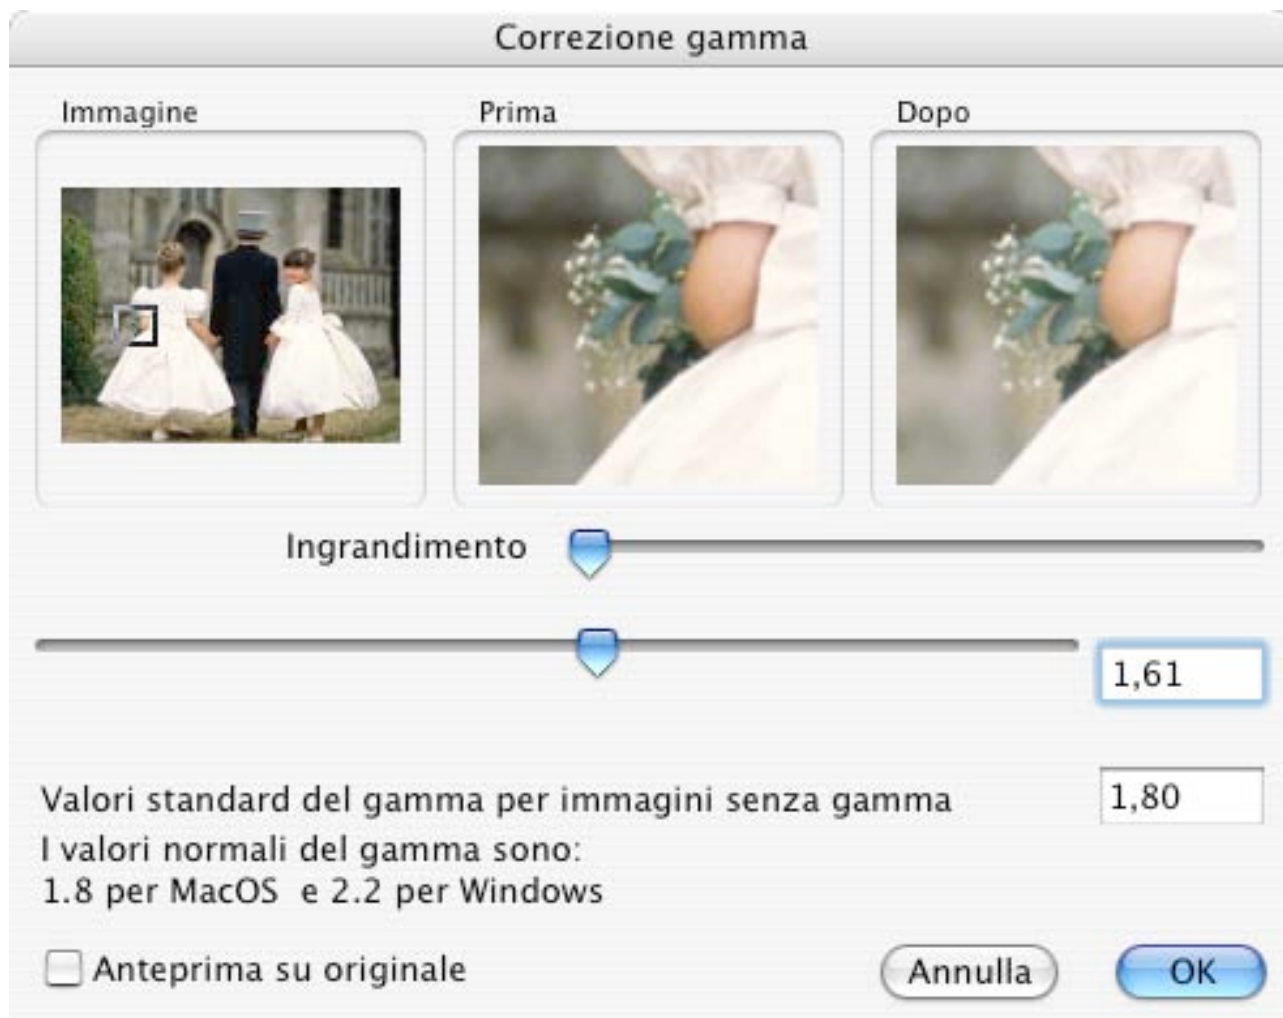 Correzione gamma
Immagine
Prima
Dopo
Ingrandimento
1,61
Valori standard del gamma per immagini senza gamma
1,80
I valori normali del gamma sono:
1.8 per MacOS e 2.2 per Windows
Anteprima su originale
Annulla
OK